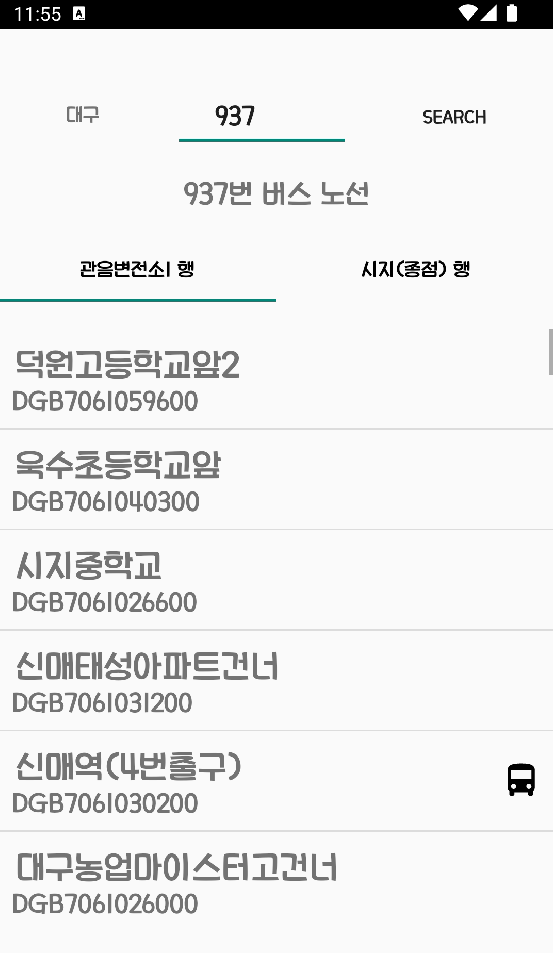 11:55
대구
937
SEARCH
937번 버스 노선
관음변전소1 행
시지(종점) 행
덕원고등학교앞2
DGB7061059600
욱수초등학교앞
DGB7061040300
시지중학교
DGB7061026600
신매태성아파트건너
DGB7061031200
신매역(4번출구)
DGB7061030200
대구농업마이스터고건너
DGB7061026000